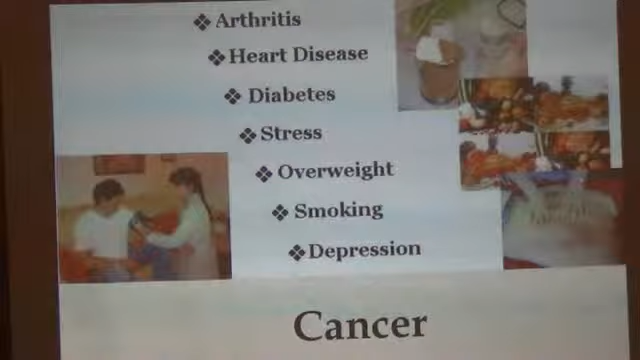 ❖ Arthritis
❖ Heart Disease
❖ Diabetes
❖ Stress
❖ Overweight
❖ Smoking
❖ Depression
Cancer